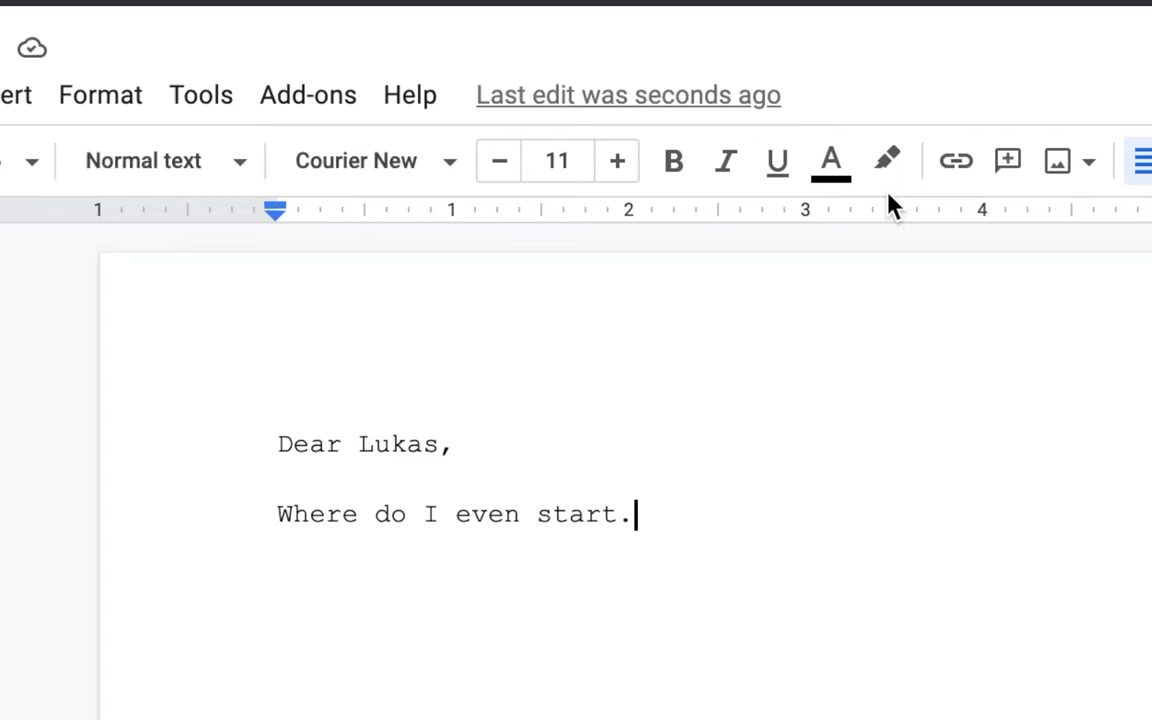 ert Format Tools Add-ons Help Last edit was seconds ago
Normal text Courier New − 11 + B I U A
1 1 2 3 4
Dear Lukas,
Where do I even start.